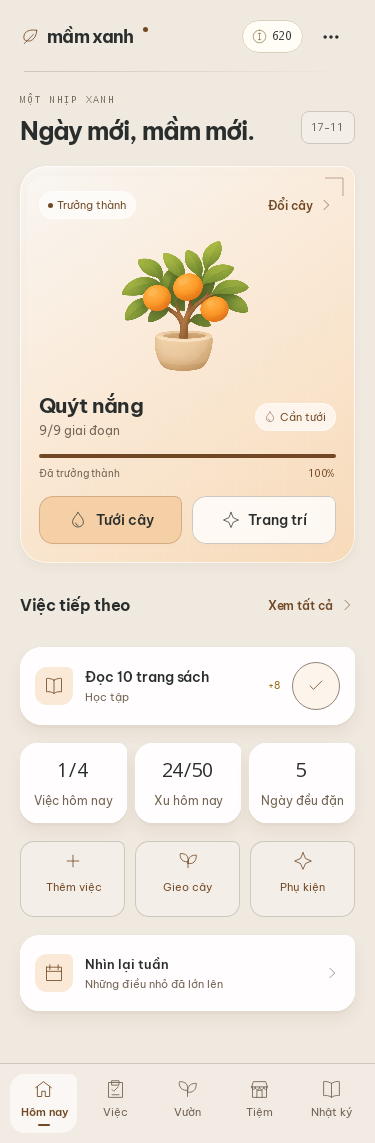 mầm xanh
620
MỘT NHỊP XANH
Ngày mới, mầm mới.
17–11
Trưởng thành
Đổi cây
Quýt nắng
9/9 giai đoạn
Cần tưới
Đã trưởng thành
100%
Tưới cây
Trang trí
Việc tiếp theo
Xem tất cả
Đọc 10 trang sách
Học tập
+8
1/4
Việc hôm nay
24/50
Xu hôm nay
5
Ngày đều đặn
Thêm việc
Gieo cây
Phụ kiện
Nhìn lại tuần
Những điều nhỏ đã lớn lên
Hôm nay
Việc
Vườn
Tiệm
Nhật ký